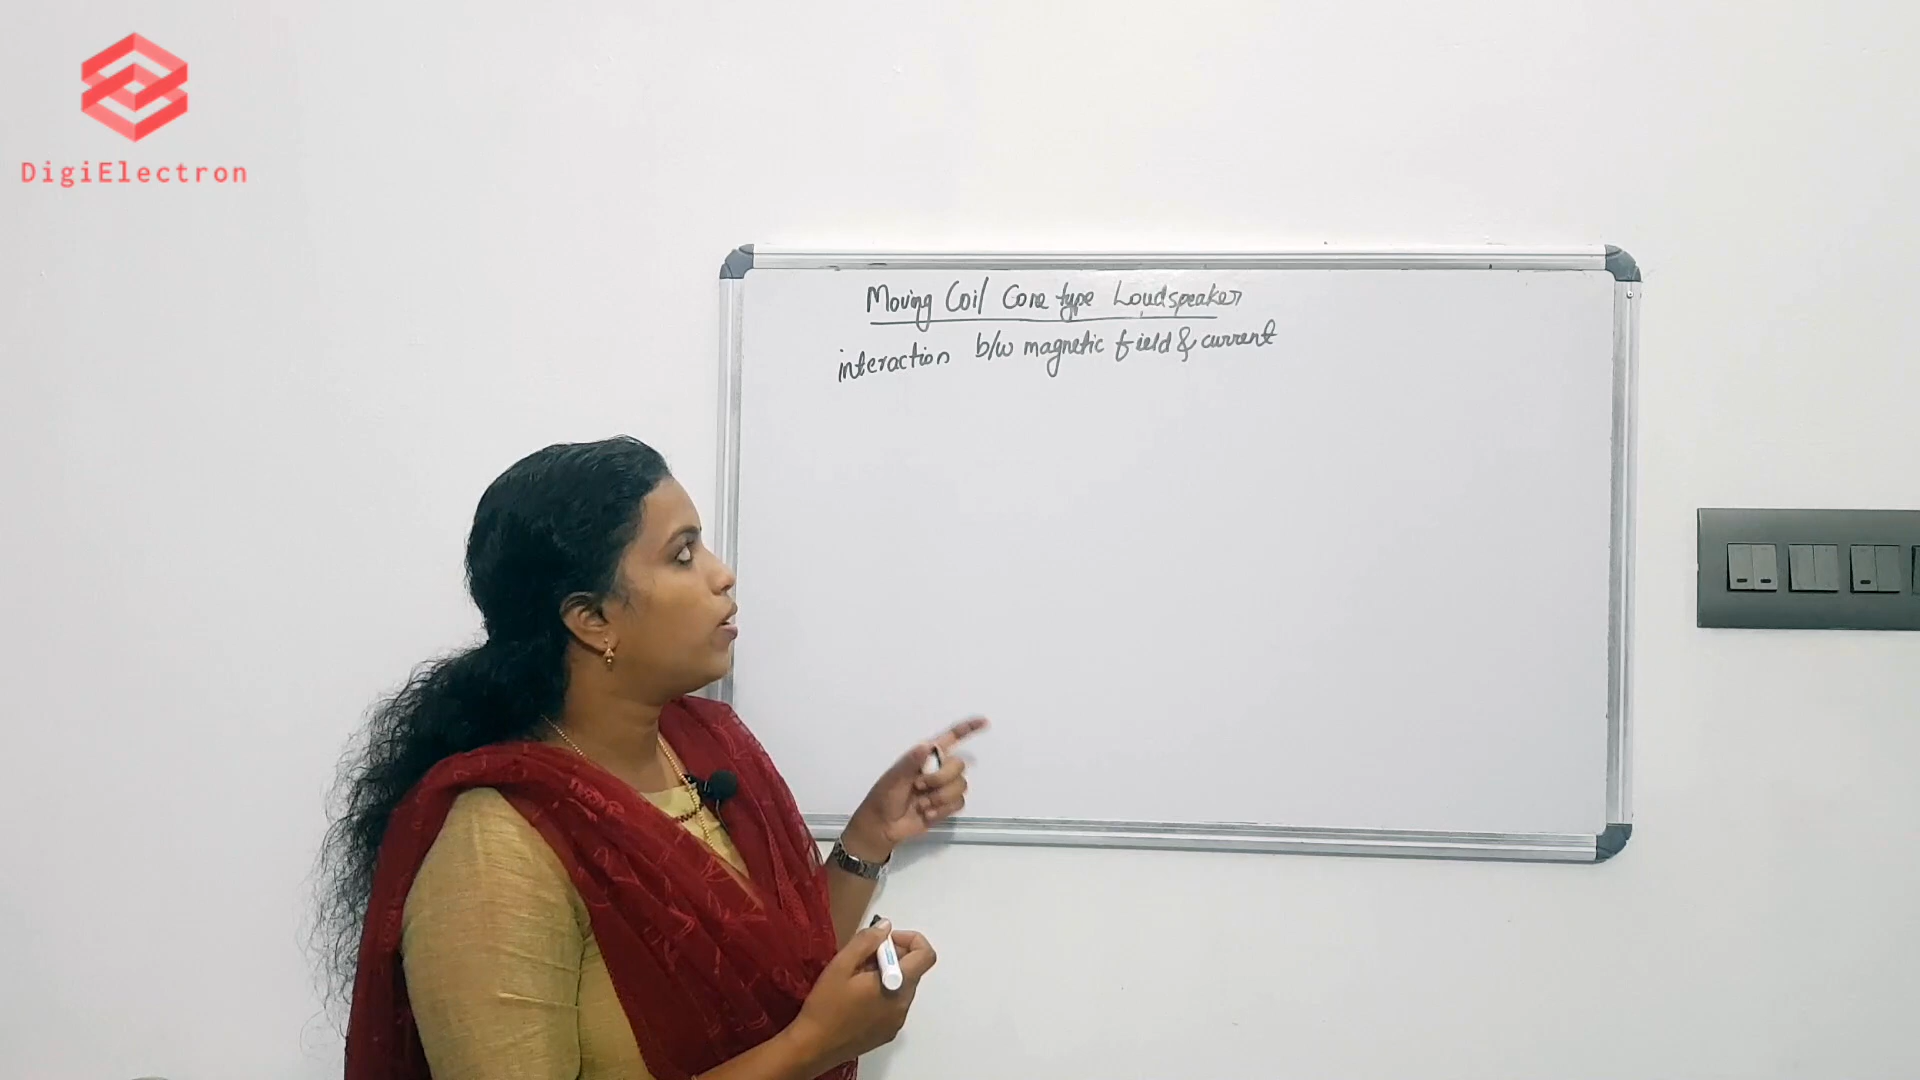 DigiElectron
Moving Coil Cone type Loudspeaker
interaction b/w magnetic field & current